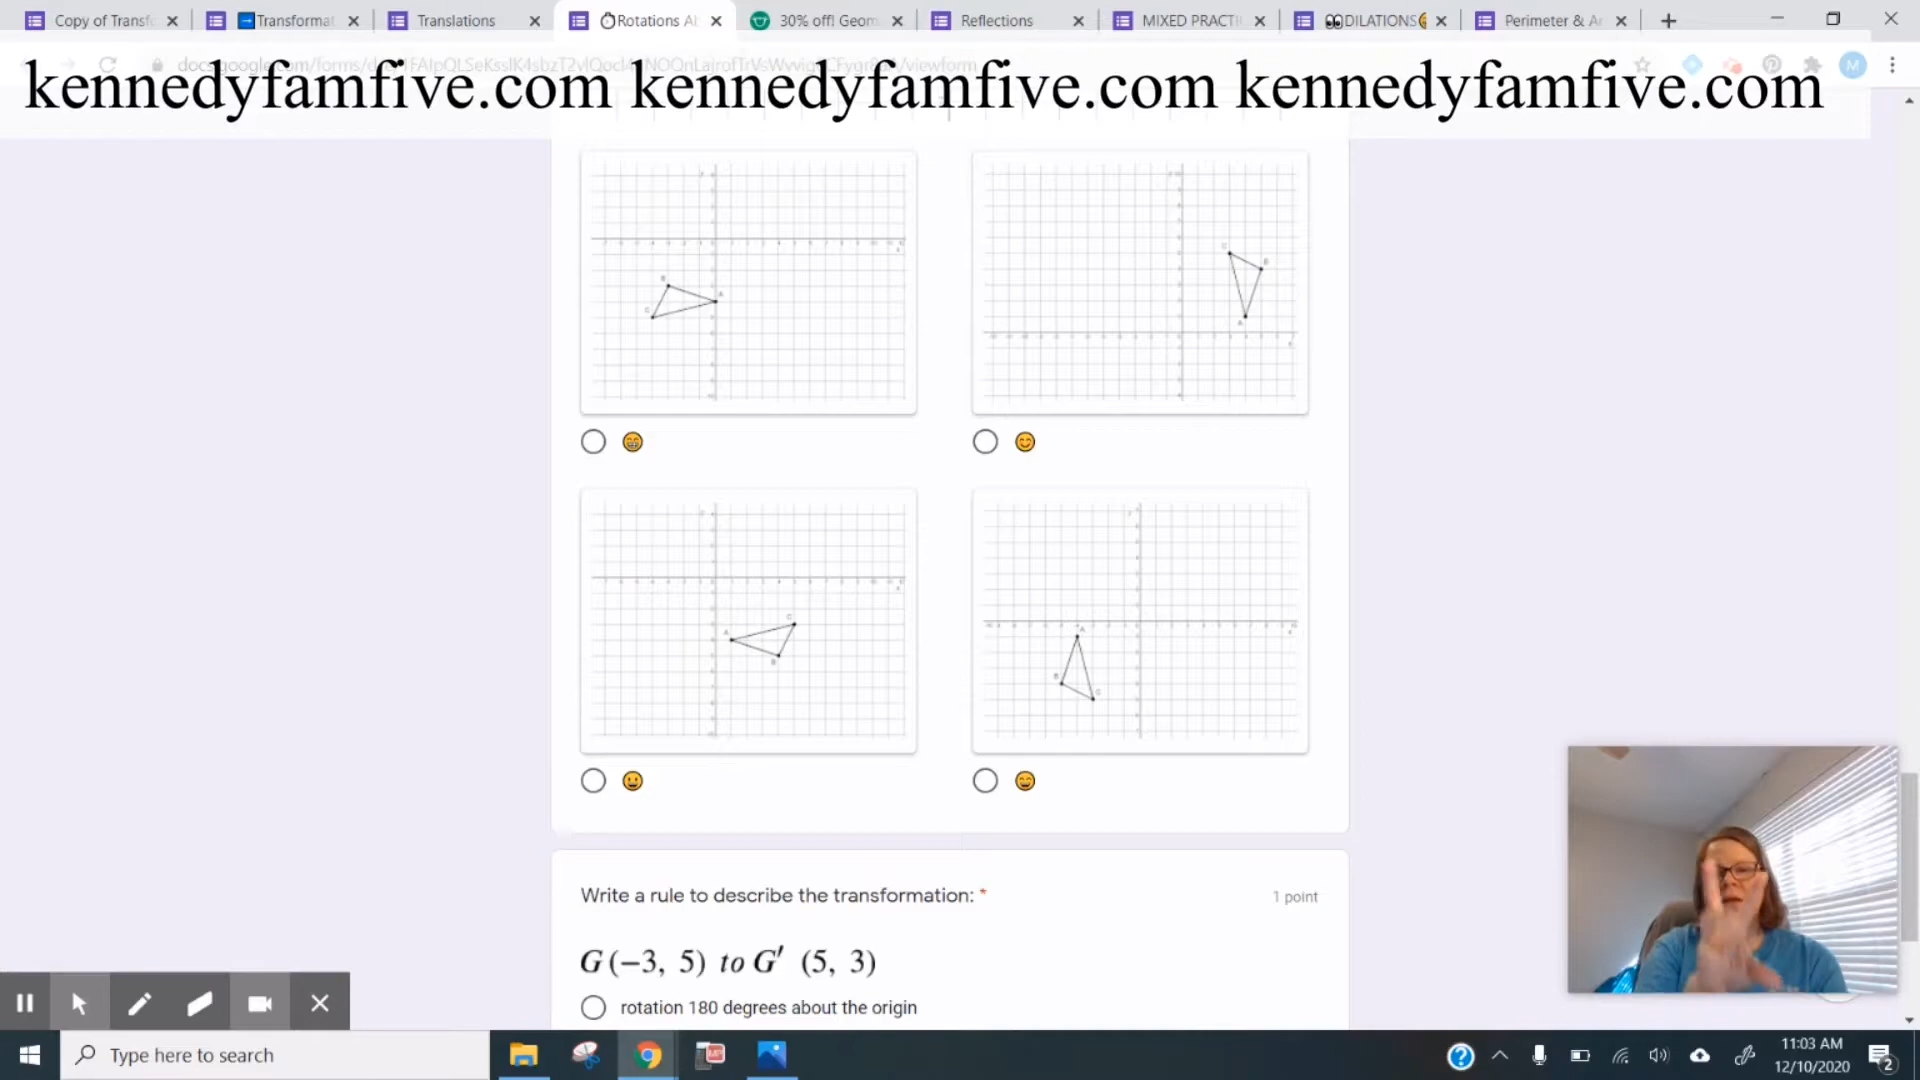 Copy of Transf
Transformat
Translations
Rotations Al
30% off! Geom
Reflections
MIXED PRACTI
DILATIONS
Perimeter & A
kennedyfamfive.com kennedyfamfive.com kennedyfamfive.com
Write a rule to describe the transformation: *
1 point
G(−3, 5) to G′ (5, 3)
rotation 180 degrees about the origin
Type here to search
11:03 AM
12/10/2020
2
M